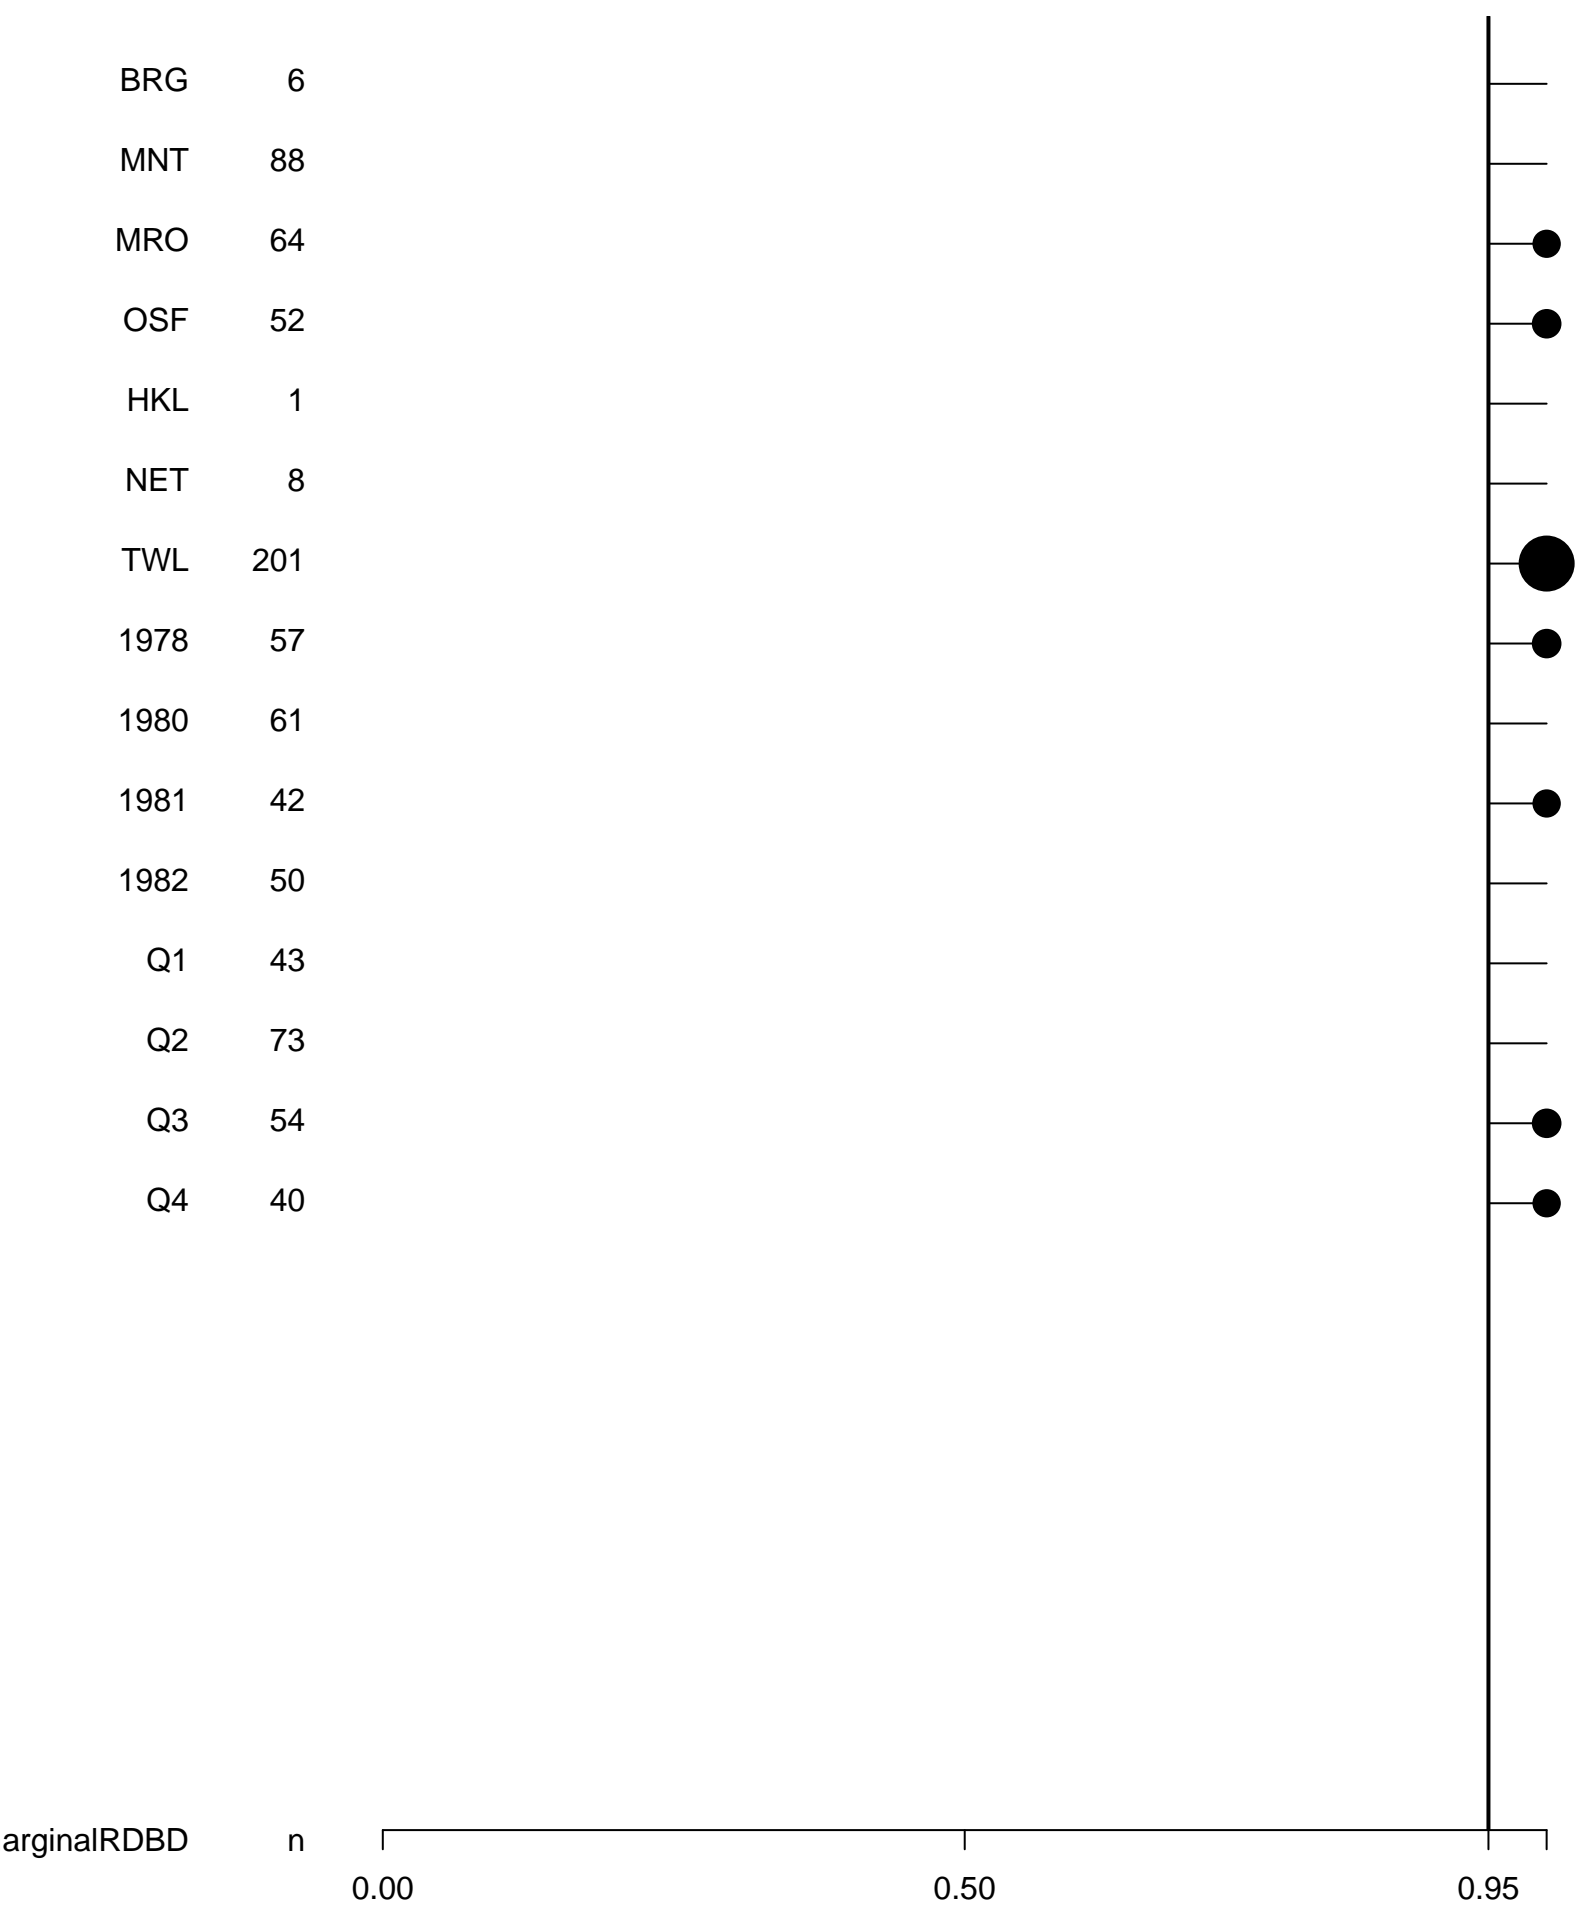 BRG 6
MNT 88
MRO 64
OSF 52
HKL 1
NET 8
TWL 201
1978 57
1980 61
1981 42
1982 50
Q1 43
Q2 73
Q3 54
Q4 40
arginalRDBD n
0.00 0.50 0.95